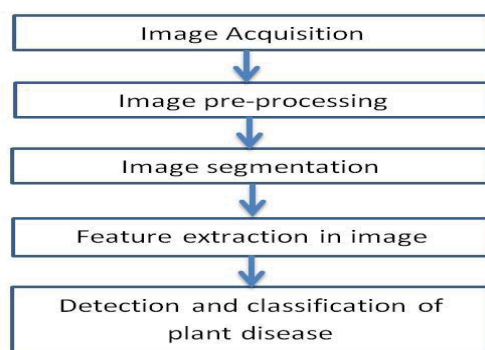 Image Acquisition
Image pre-processing
Image segmentation
Feature extraction in image
Detection and classification of
plant disease